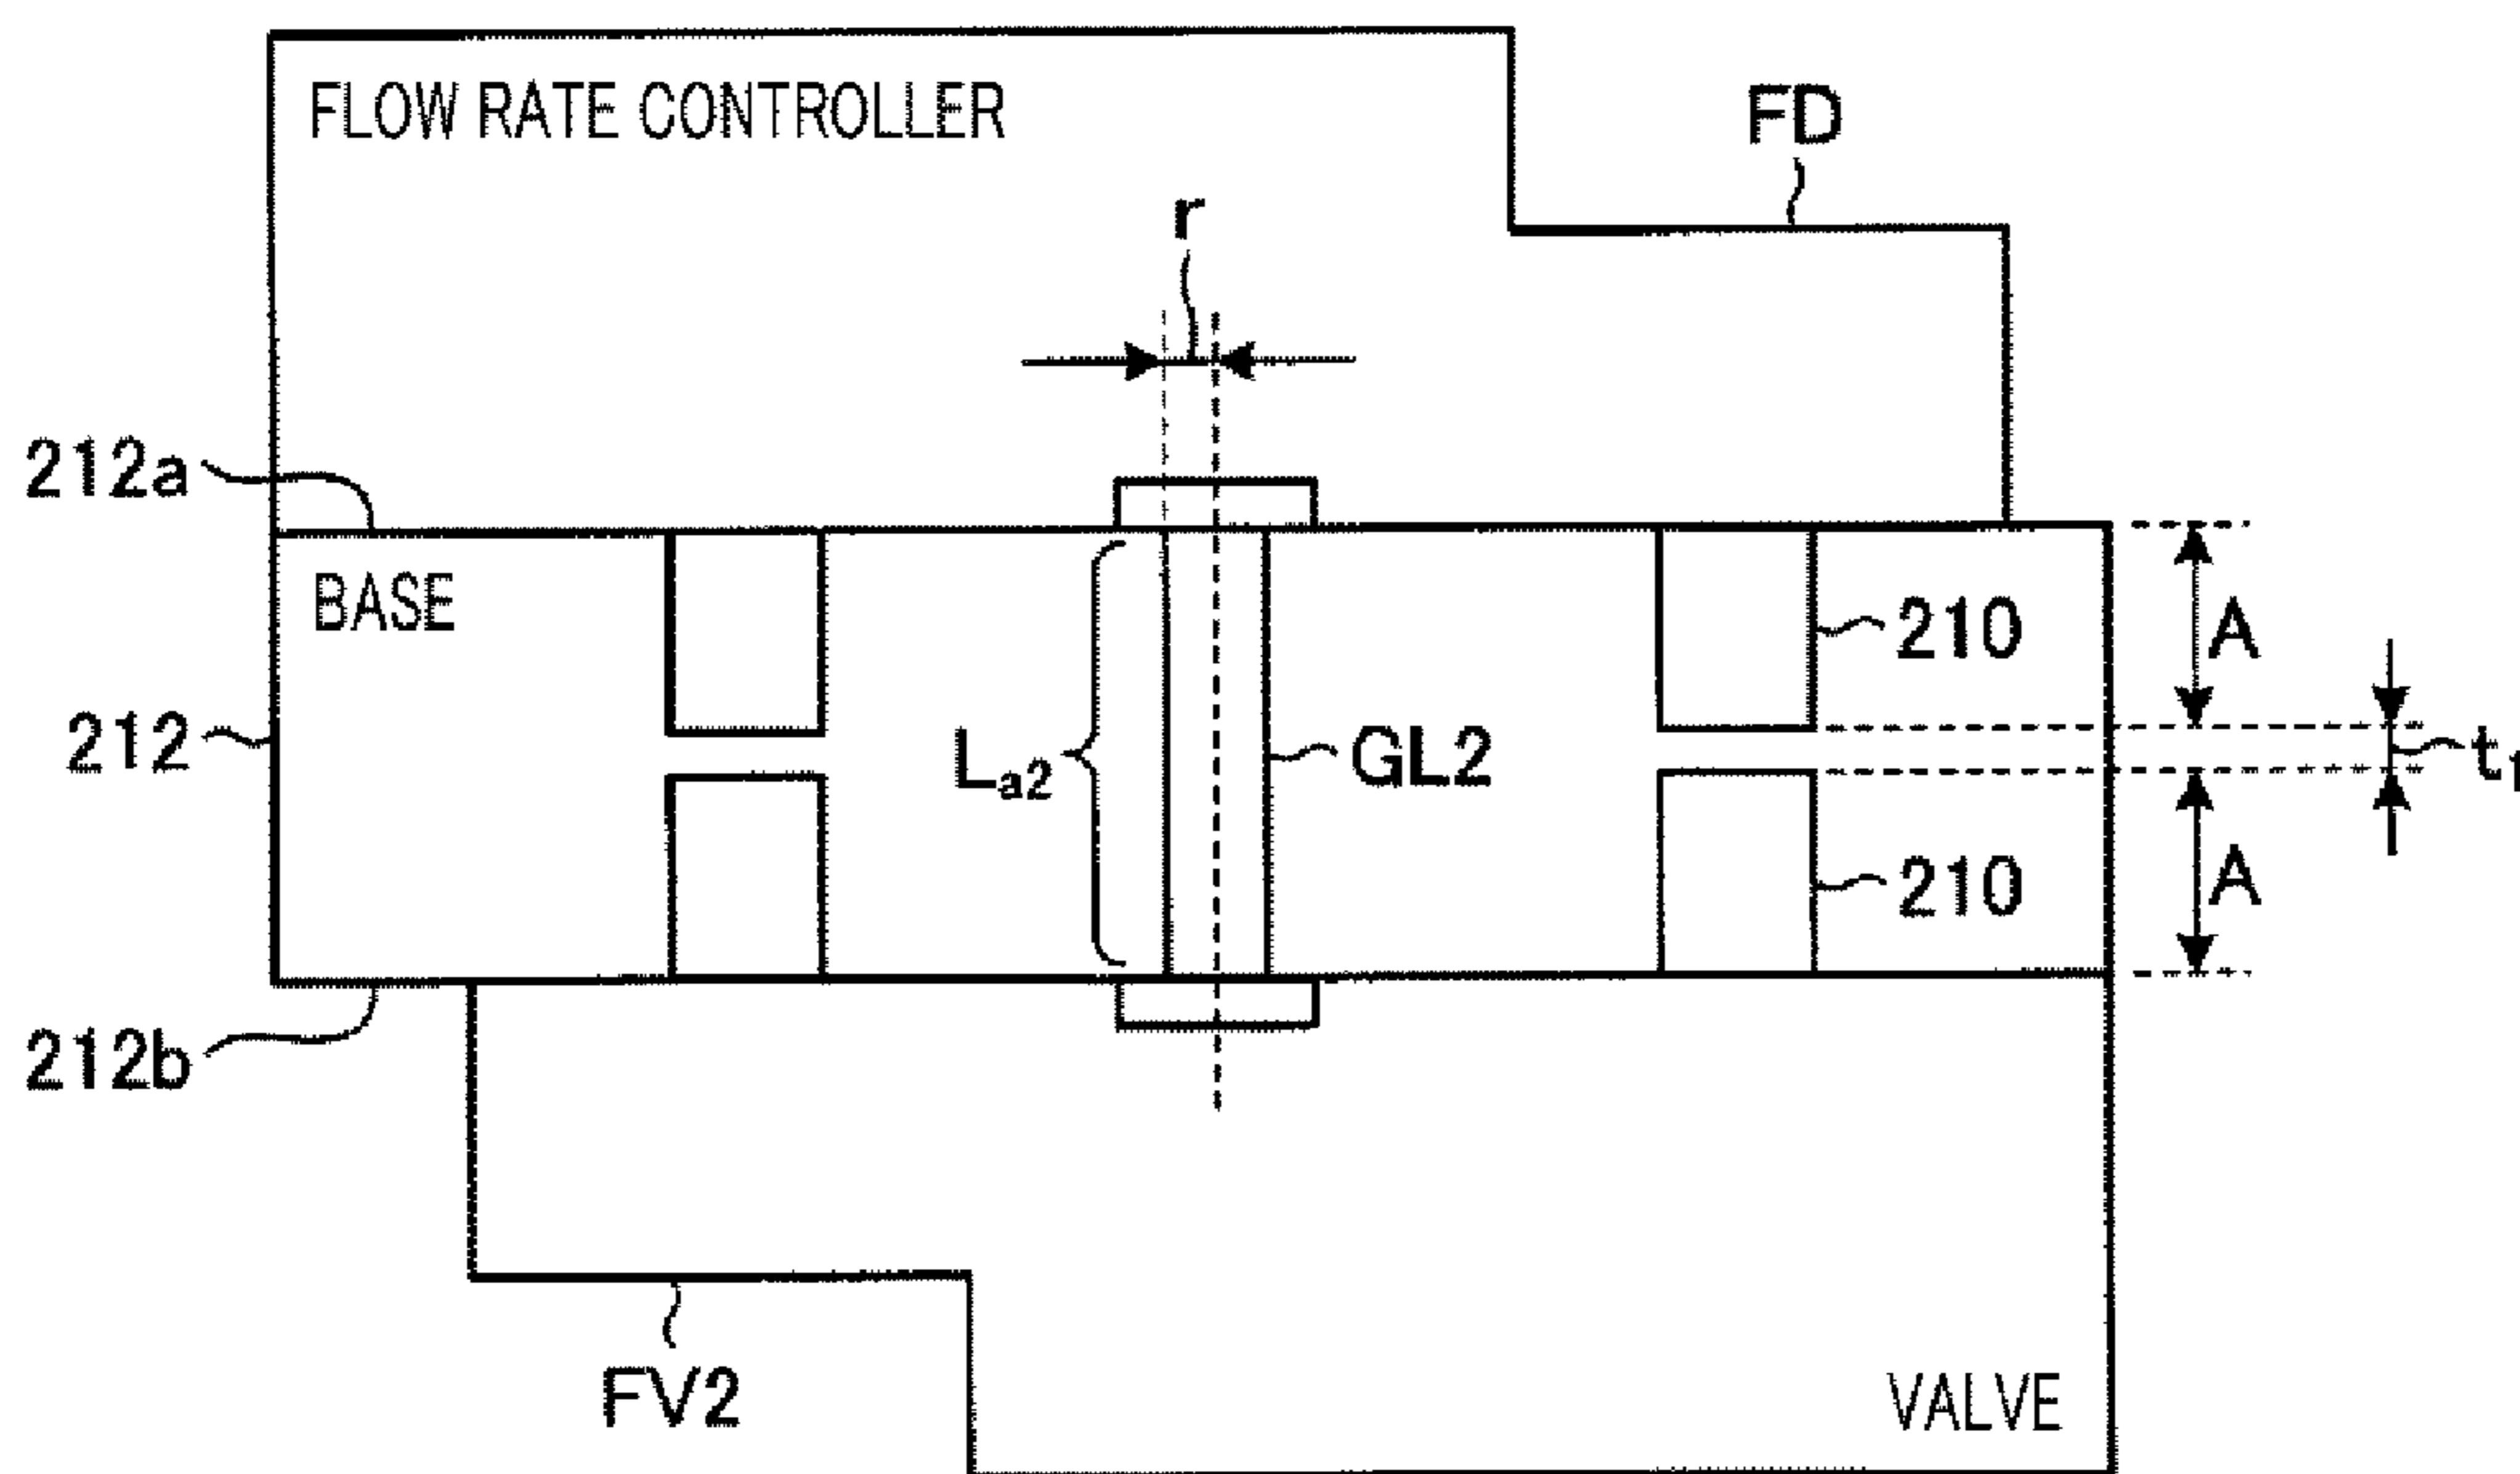 FLOW RATE CONTROLLER
FD
r
212a
BASE
210
A
212
La2
GL2
t1
210
A
212b
FV2
VALVE